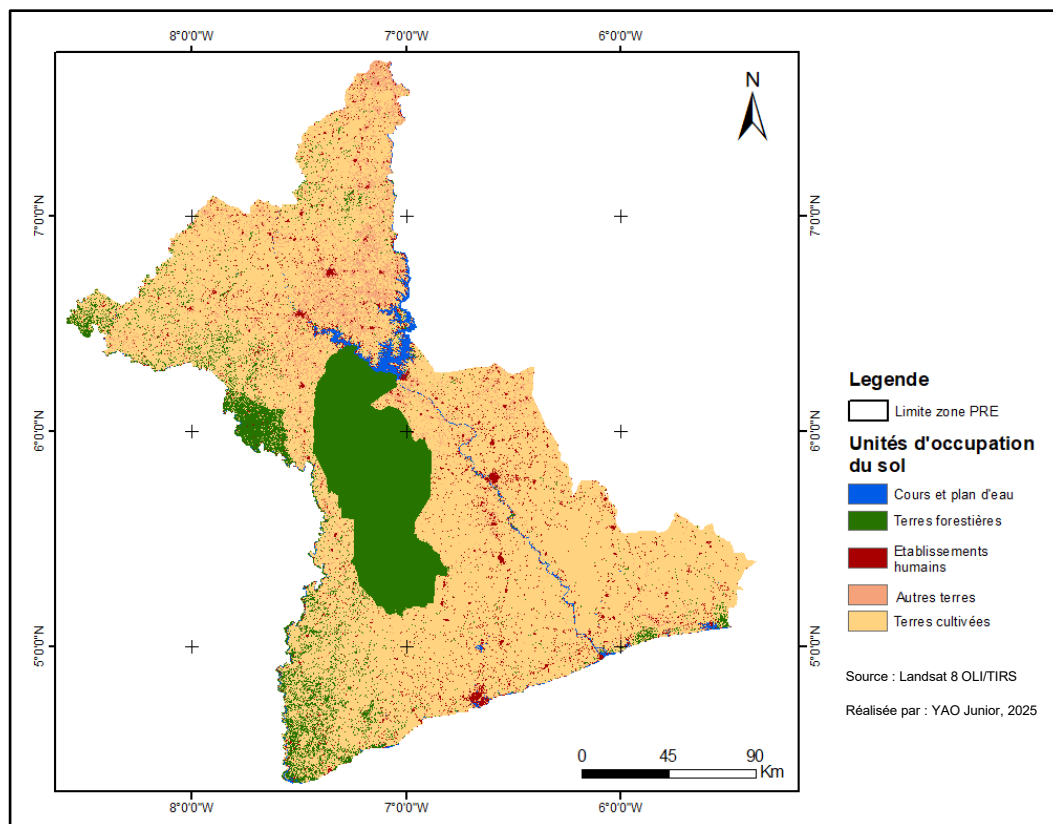 8°0'0"W 7°0'0"W 6°0'0"W
N
7°0'0"N 7°0'0"N
6°0'0"N 6°0'0"N
5°0'0"N 5°0'0"N
0 45 90
Km
8°0'0"W 7°0'0"W 6°0'0"W
Legende
Limite zone PRE
Unités d'occupation
du sol
Cours et plan d'eau
Terres forestières
Etablissements
humains
Autres terres
Terres cultivées
Source : Landsat 8 OLI/TIRS
Réalisée par : YAO Junior, 2025